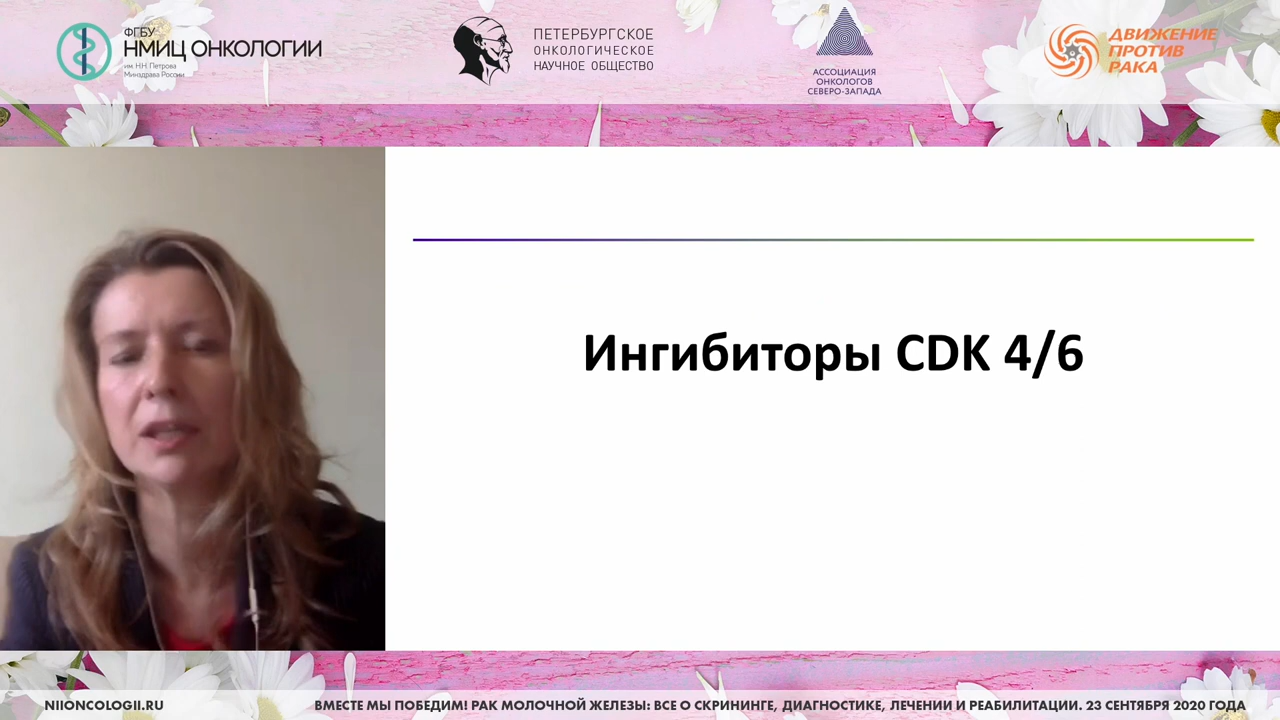 ФГБУ
НМИЦ ОНКОЛОГИИ
им. Н.Н. Петрова
Минздрава России
ПЕТЕРБУРГСКОЕ
ОНКОЛОГИЧЕСКОЕ
НАУЧНОЕ ОБЩЕСТВО
АССОЦИАЦИЯ
ОНКОЛОГОВ
СЕВЕРО-ЗАПАДА
ДВИЖЕНИЕ
ПРОТИВ
РАКА
Ингибиторы CDK 4/6
NIIONCOLOGII.RU
ВМЕСТЕ МЫ ПОБЕДИМ! РАК МОЛОЧНОЙ ЖЕЛЕЗЫ: ВСЕ О СКРИНИНГЕ, ДИАГНОСТИКЕ, ЛЕЧЕНИИ И РЕАБИЛИТАЦИИ. 23 СЕНТЯБРЯ 2020 ГОДА